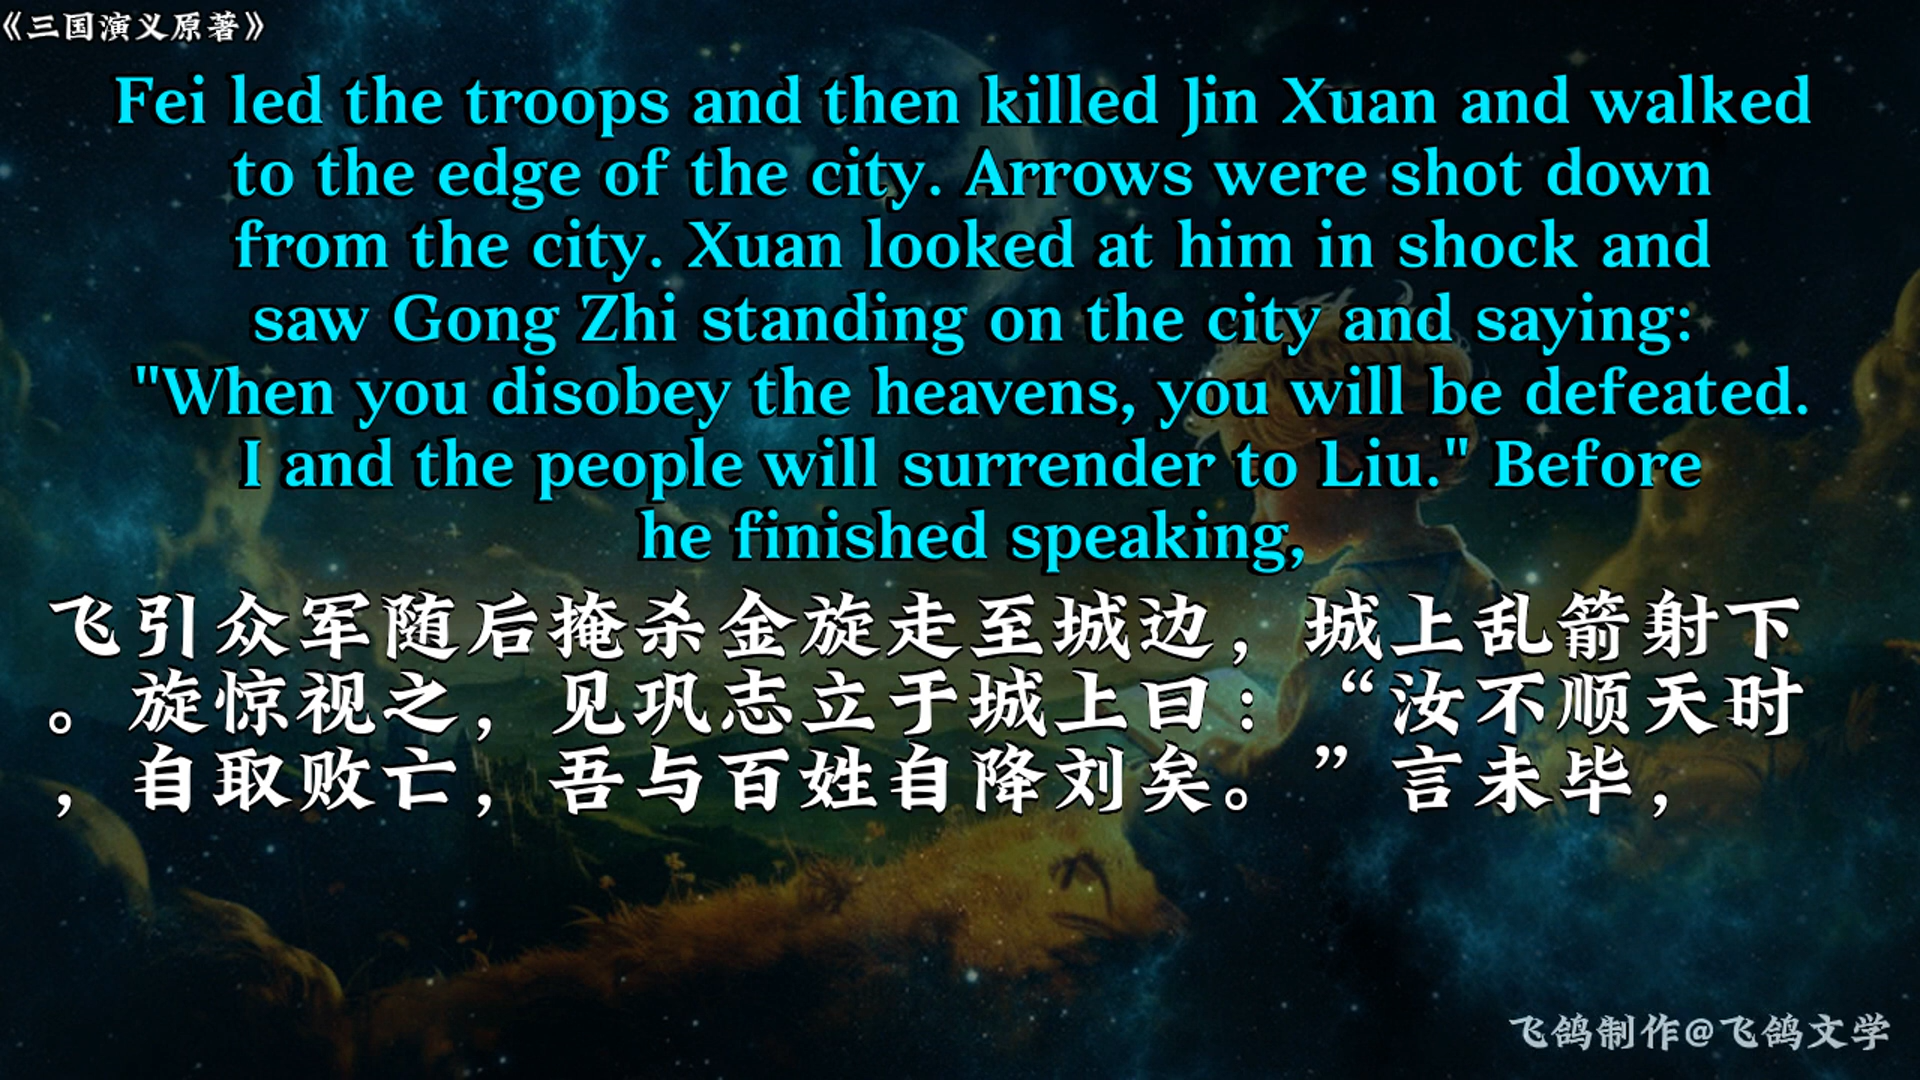 《三国演义原著》
Fei led the troops and then killed Jin Xuan and walked
to the edge of the city. Arrows were shot down
from the city. Xuan looked at him in shock and
saw Gong Zhi standing on the city and saying:
"When you disobey the heavens, you will be defeated.
I and the people will surrender to Liu." Before
he finished speaking,
飞引众军随后掩杀金旋走至城边，城上乱箭射下
。旋惊视之，见巩志立于城上曰：“汝不顺天时
，自取败亡，吾与百姓自降刘矣。”言未毕，
飞鸽制作@飞鸽文学